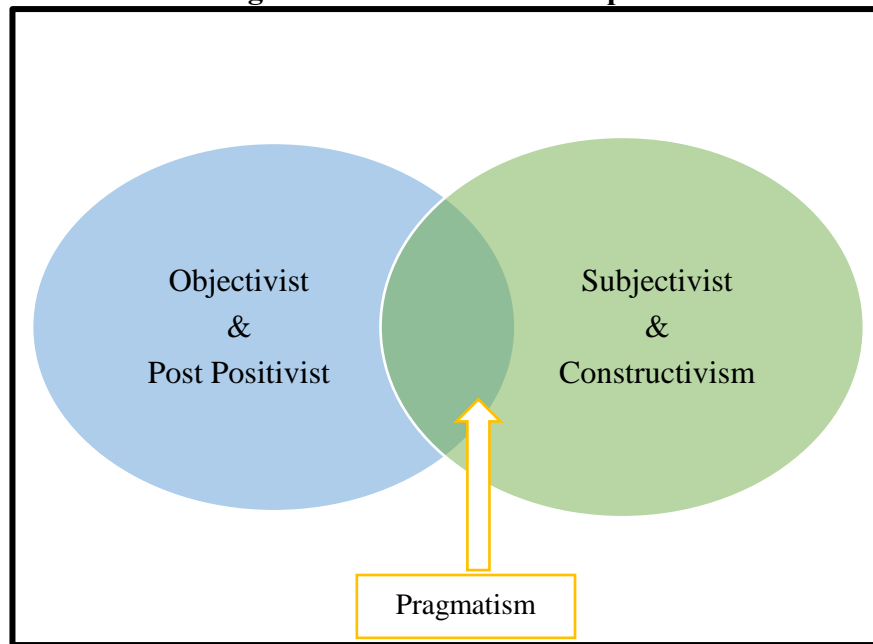 Objectivist
&
Post Positivist
Subjectivist
&
Constructivism
Pragmatism